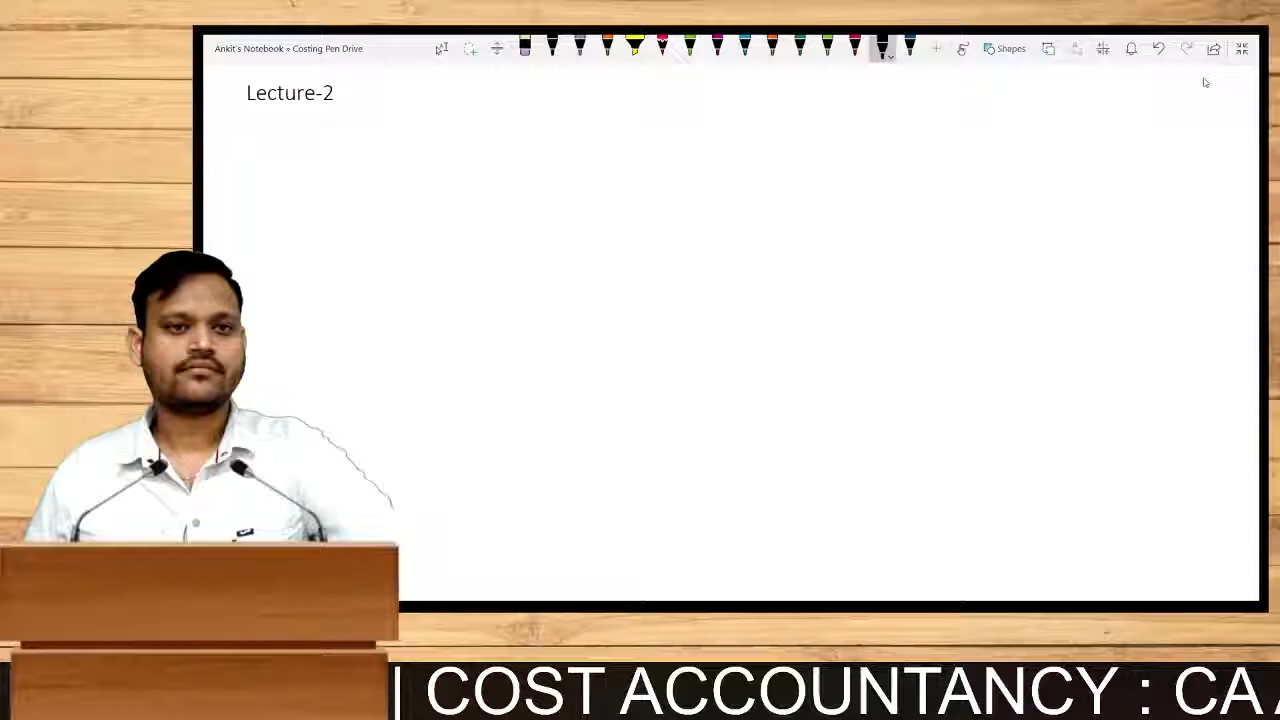 Ankit's Notebook » Costing Pen Drive
Shapes
Lecture-2
| COST ACCOUNTANCY : CA